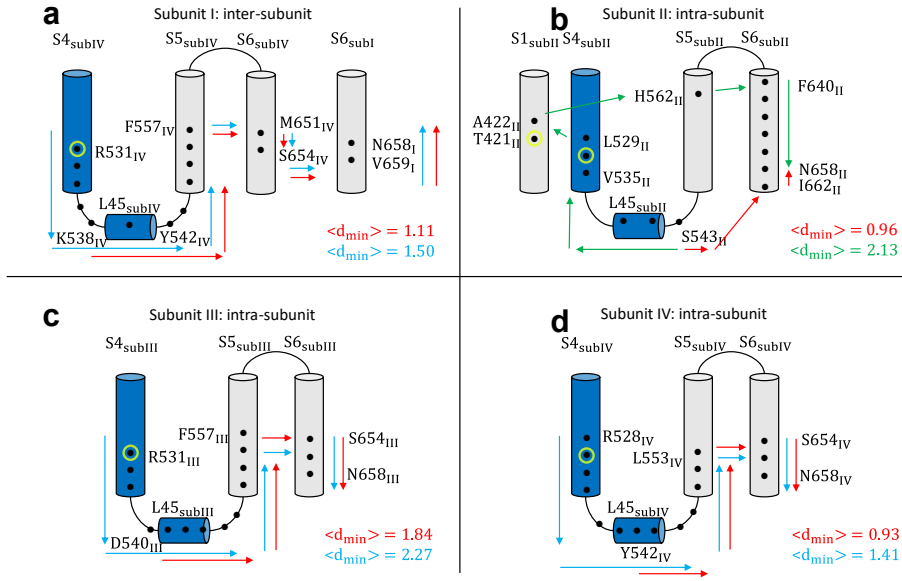 a
Subunit I: inter-subunit
S4subIV
S5subIV
S6subIV
S6subI
F557IV
M651IV
R531IV
S654IV
N658I
V659I
L45subIV
K538IV
Y542IV
<dmin> = 1.11
<dmin> = 1.50
b
Subunit II: intra-subunit
S1subII
S4subII
S5subII
S6subII
F640II
H562II
A422II
T421II
L529II
V535II
N658II
I662II
L45subII
S543II
<dmin> = 0.96
<dmin> = 2.13
c
Subunit III: intra-subunit
S4subIII
S5subIII
S6subIII
F557III
S654III
R531III
N658III
L45subIII
D540III
<dmin> = 1.84
<dmin> = 2.27
d
Subunit IV: intra-subunit
S4subIV
S5subIV
S6subIV
R528IV
S654IV
L553IV
N658IV
L45subIV
Y542IV
<dmin> = 0.93
<dmin> = 1.41